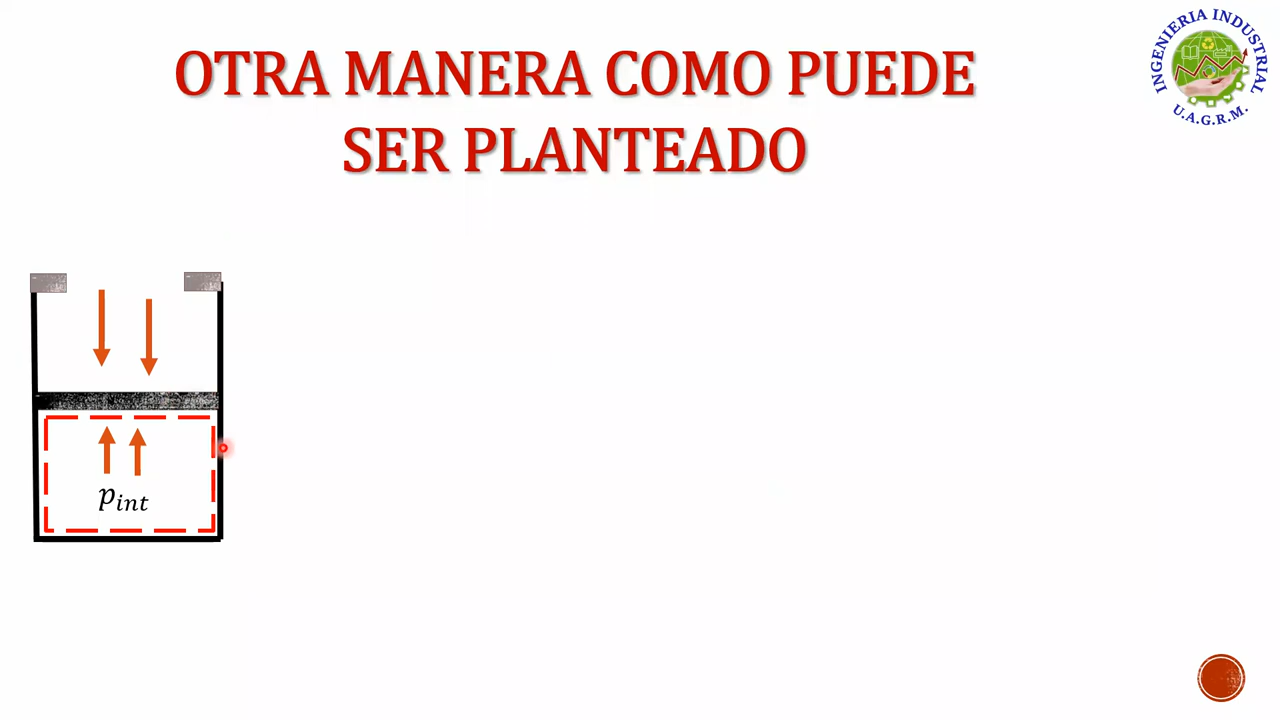 OTRA MANERA COMO PUEDE
SER PLANTEADO
INGENIERIA INDUSTRIAL
U.A.G.R.M.
p_int